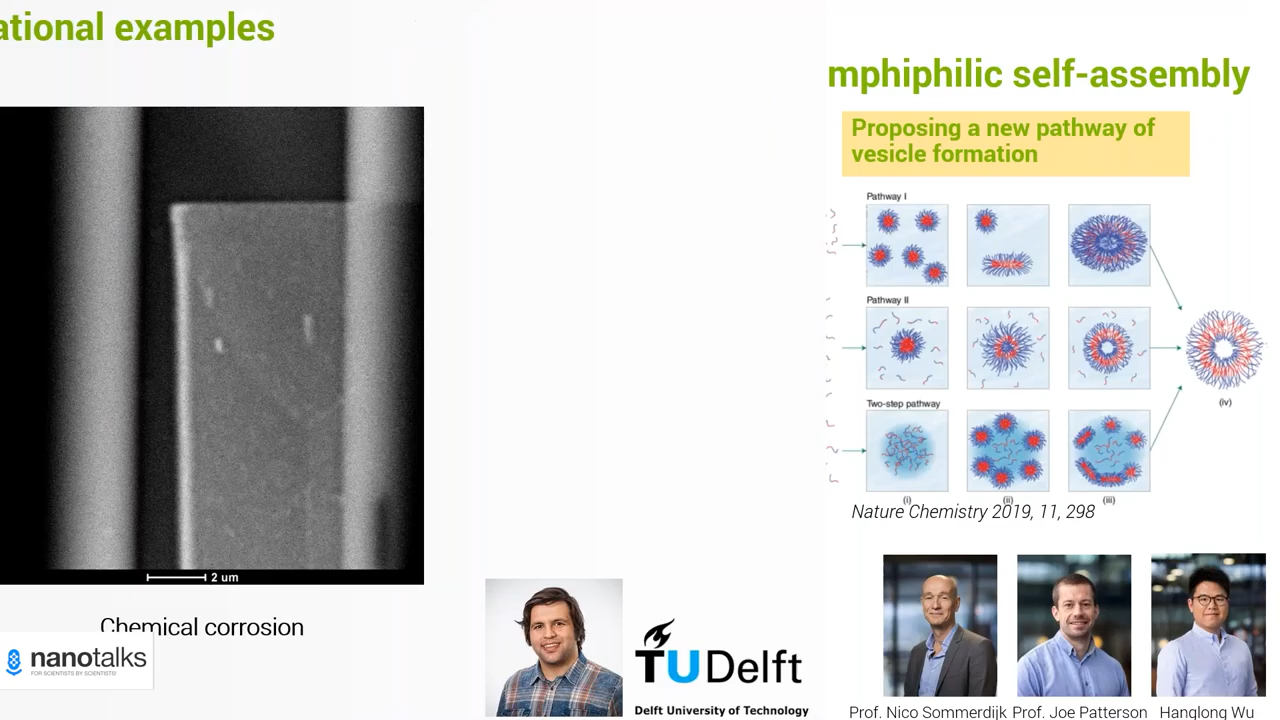 ational examples
2 um
Chemical corrosion
nanotalks
FOR SCIENTISTS BY SCIENTISTS!
TU Delft
Delft University of Technology
mphiphilic self-assembly
Proposing a new pathway of
vesicle formation
Pathway I
Pathway II
Two-step pathway
(i) (ii) (iii)
(iv)
Nature Chemistry 2019, 11, 298
Prof. Nico Sommerdijk Prof. Joe Patterson Hanglong Wu